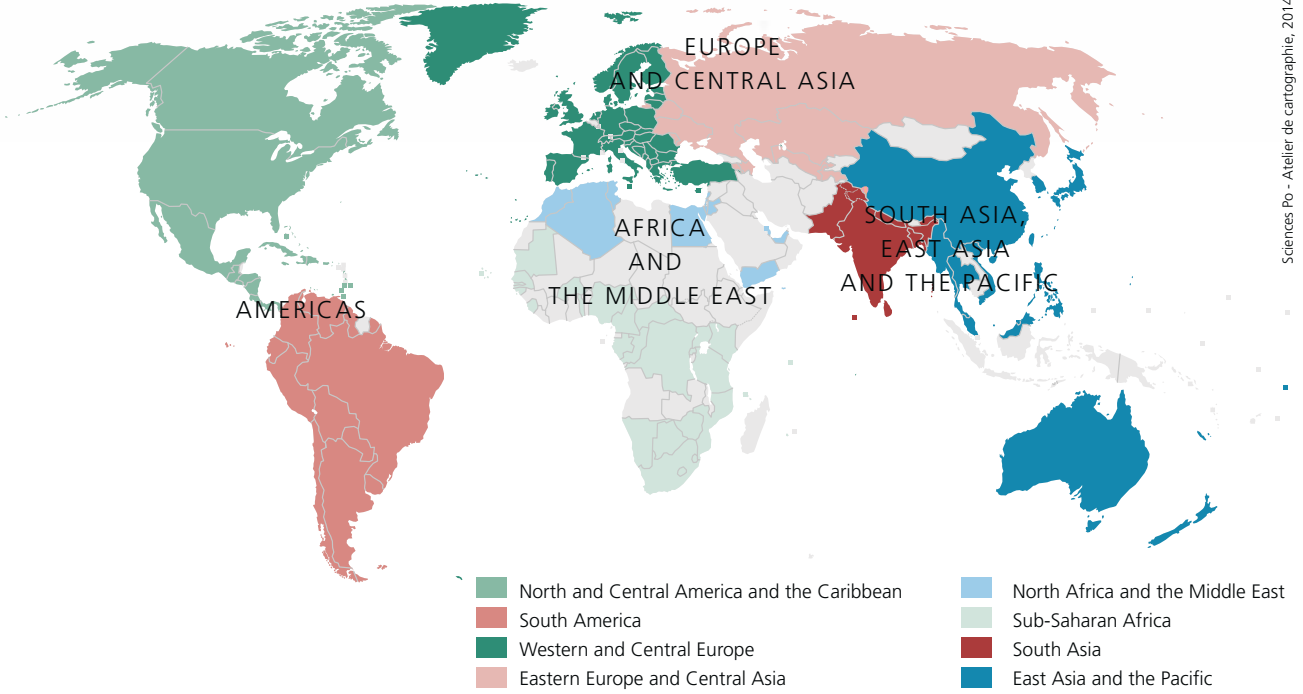 EUROPE
AND CENTRAL ASIA
AFRICA
AND
THE MIDDLE EAST
SOUTH ASIA,
EAST ASIA
AND THE PACIFIC
AMERICAS
North and Central America and the Caribbean
South America
Western and Central Europe
Eastern Europe and Central Asia
North Africa and the Middle East
Sub-Saharan Africa
South Asia
East Asia and the Pacific
Sciences Po - Atelier de cartographie, 2014